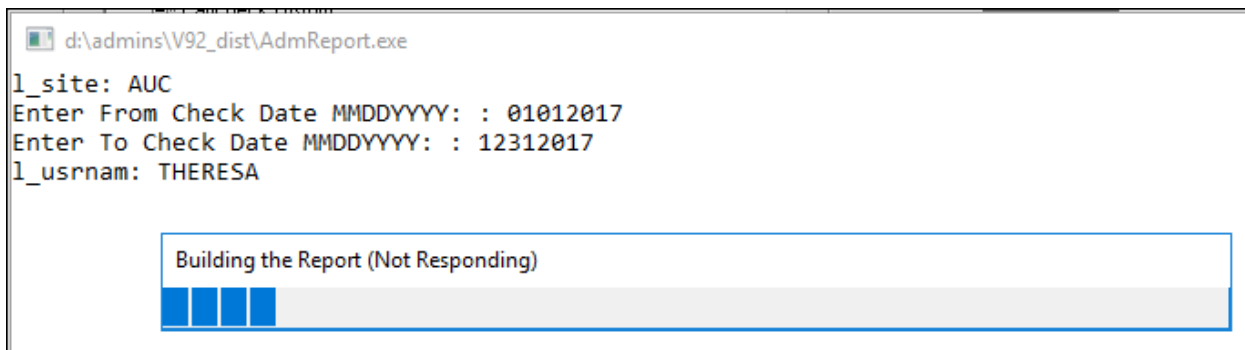 d:\admins\V92_dist\AdmReport.exe
l_site: AUC
Enter From Check Date MMDDYYYY: : 01012017
Enter To Check Date MMDDYYYY: : 12312017
l_usrnam: THERESA
Building the Report (Not Responding)